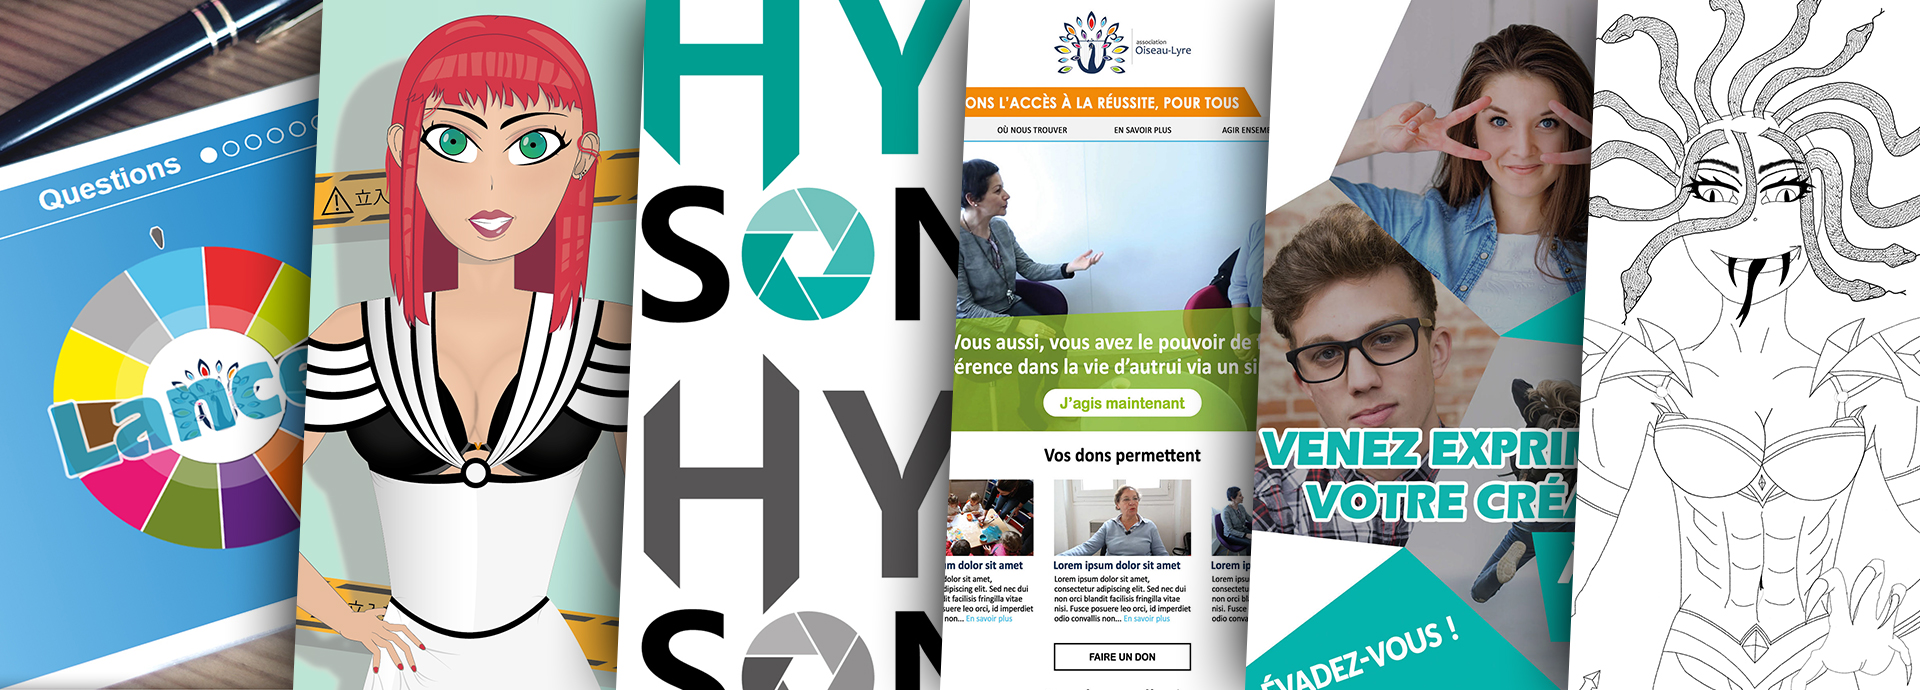 Questions
Lance
立入
HY
SON
HY
SON
association
Oiseau-Lyre
ONS L'ACCÈS À LA RÉUSSITE, POUR TOUS
OÙ NOUS TROUVER
EN SAVOIR PLUS
AGIR ENSEM
Vous aussi, vous avez le pouvoir de
férence dans la vie d'autrui via un si
J'agis maintenant
Vos dons permettent
m dolor sit amet
dolor sit amet,
dipiscing elit. Sed nec dui
dit facilisis fringilla vitae
suere leo orci, id imperdiet
non... En savoir plus
Lorem ipsum dolor sit amet
Lorem ipsum dolor sit amet,
consectetur adipiscing elit. Sed nec dui
non orci blandit facilisis fringilla vitae
nisi. Fusce posuere leo orci, id imperdiet
odio convallis non... En savoir plus
Lorem ip
Lorem ipsu
consectetu
non orci bl
nisi. Fusce
odio conva
FAIRE UN DON
VENEZ EXPRIM
VOTRE CRÉA
ÉVADEZ-VOUS !